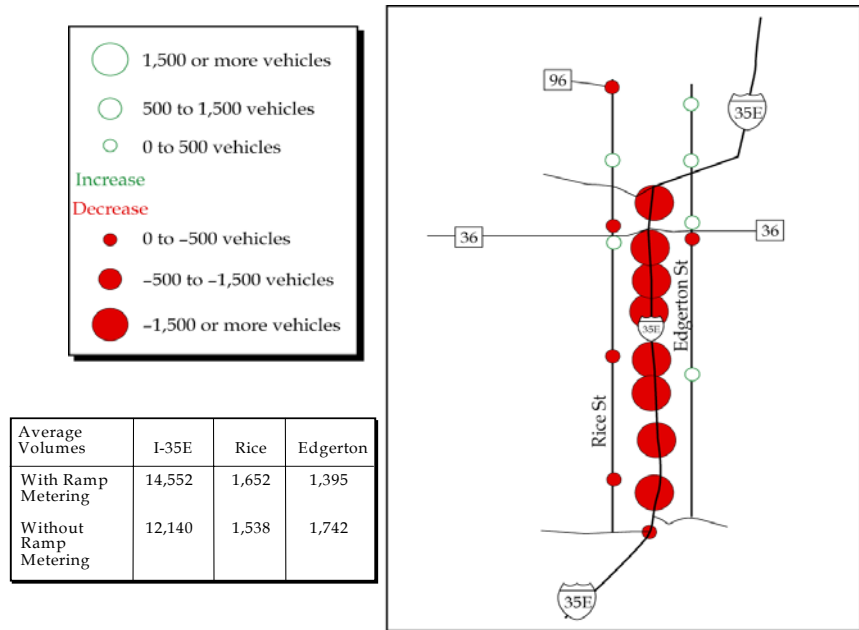 1,500 or more vehicles
500 to 1,500 vehicles
0 to 500 vehicles
Increase
Decrease
0 to –500 vehicles
–500 to –1,500 vehicles
–1,500 or more vehicles
Average
Volumes
I-35E
Rice
Edgerton
With Ramp
Metering
14,552
1,652
1,395
Without
Ramp
Metering
12,140
1,538
1,742
96
35E
36
36
Edgerton St
35E
Rice St
35E